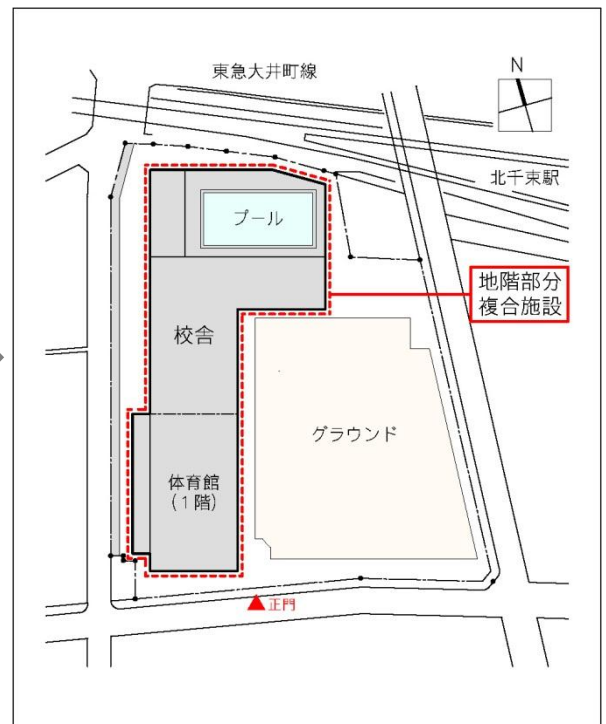 東急大井町線
N
北千束駅
プール
地階部分
複合施設
校舎
グラウンド
体育館
(1階)
▲正門